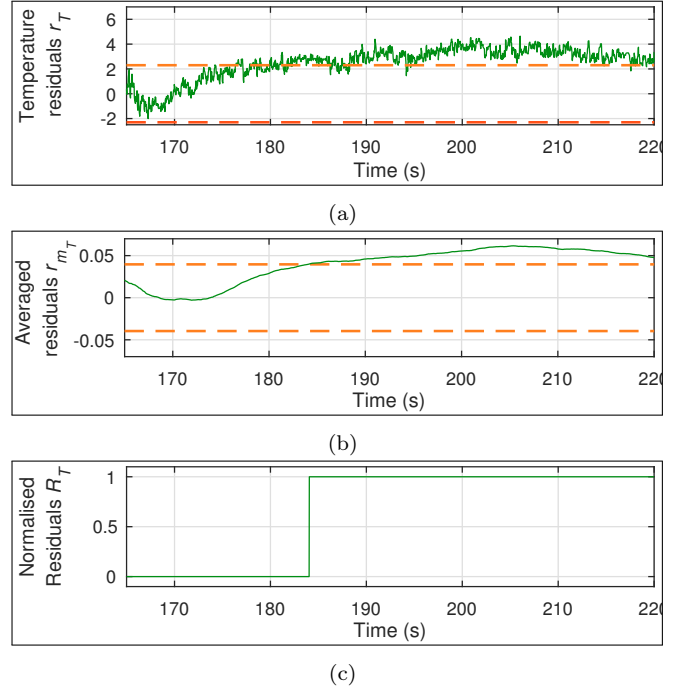 6
4
2
0
-2
Temperature
residuals r_T
170 180 190 200 210 220
Time (s)
(a)
0.05
0
-0.05
Averaged
residuals r_{m_T}
170 180 190 200 210 220
Time (s)
(b)
1
0.5
0
Normalised
Residuals R_T
170 180 190 200 210 220
Time (s)
(c)